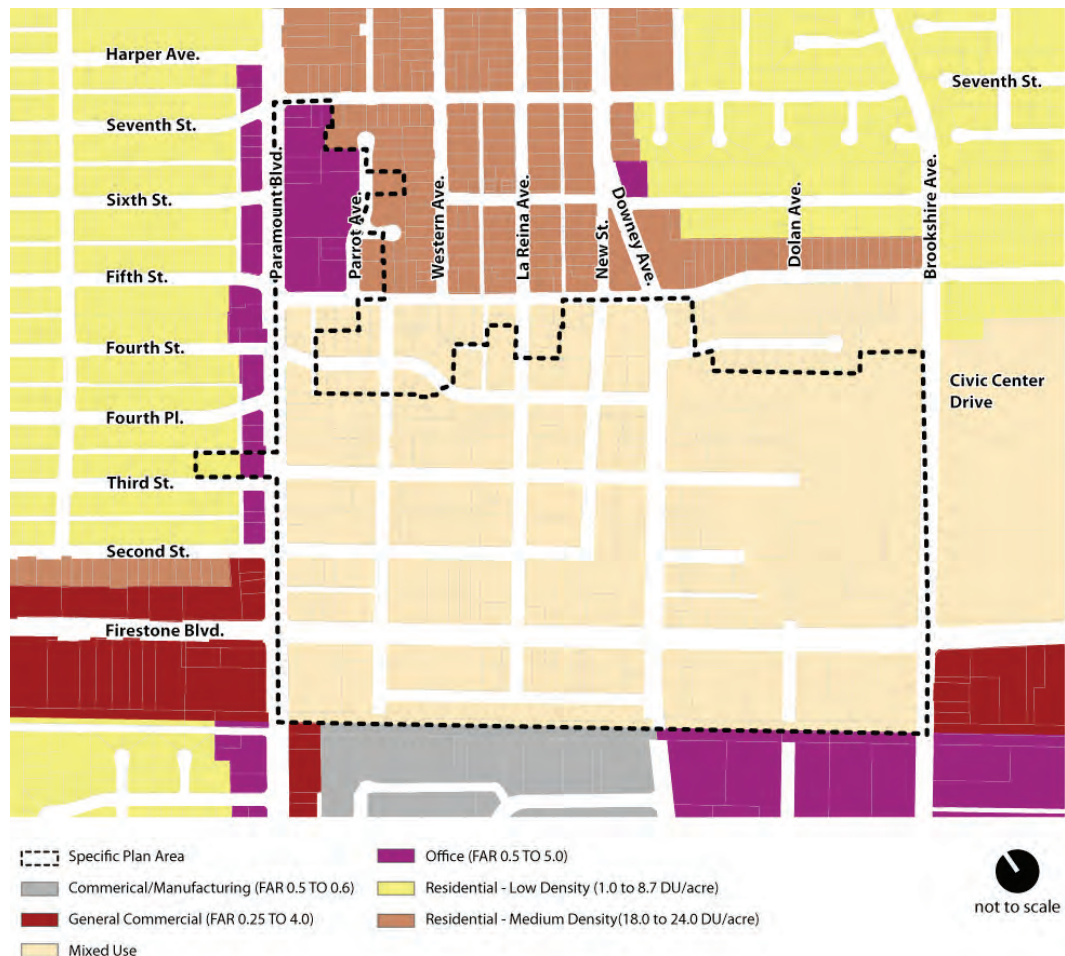 Harper Ave.
Seventh St.
Seventh St.
Sixth St.
Fifth St.
Fourth St.
Fourth Pl.
Third St.
Second St.
Firestone Blvd.
Paramount Blvd.
Parrot Ave.
Western Ave.
La Reina Ave.
New St.
Downey Ave.
Dolan Ave.
Brookshire Ave.
Civic Center
Drive
Specific Plan Area
Commerical/Manufacturing (FAR 0.5 TO 0.6)
General Commercial (FAR 0.25 TO 4.0)
Mixed Use
Office (FAR 0.5 TO 5.0)
Residential - Low Density (1.0 to 8.7 DU/acre)
Residential - Medium Density(18.0 to 24.0 DU/acre)
not to scale